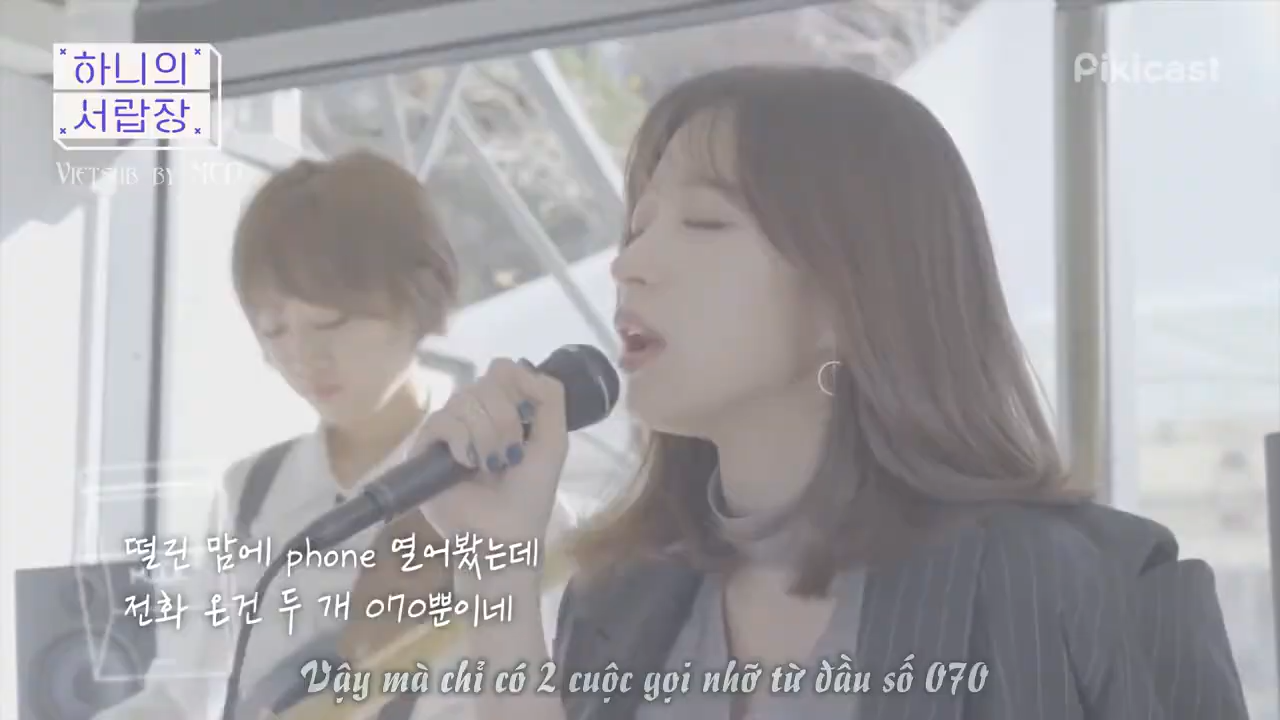 하니의
서랍장
Pikicast
VIETSUB BY
떨린 맘에 phone 열어봤는데
전화 온건 두 개 070뿐이네
Vậy mà chỉ có 2 cuộc gọi nhỡ từ đầu số 070